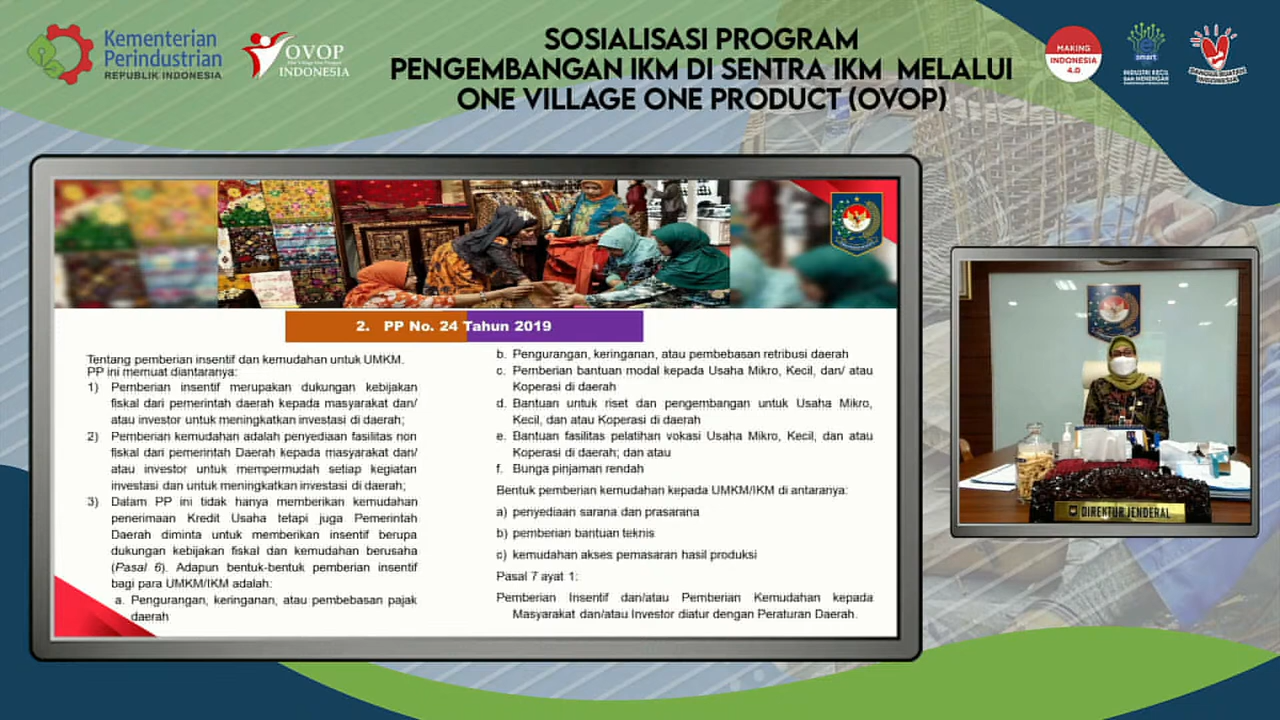 Kementerian
Perindustrian
REPUBLIK INDONESIA
OVOP
INDONESIA
SOSIALISASI PROGRAM
PENGEMBANGAN IKM DI SENTRA IKM MELALUI
ONE VILLAGE ONE PRODUCT (OVOP)
MAKING
INDONESIA
4.0
smart
INDUSTRI KECIL
DAN MENENGAH
BANGGA BUATAN
INDONESIA
2. PP No. 24 Tahun 2019
Tentang pemberian insentif dan kemudahan untuk UMKM.
PP ini memuat diantaranya:
1) Pemberian insentif merupakan dukungan kebijakan
fiskal dari pemerintah daerah kepada masyarakat dan/
atau investor untuk meningkatkan investasi di daerah;
2) Pemberian kemudahan adalah penyediaan fasilitas non
fiskal dari pemerintah Daerah kepada masyarakat dan/
atau investor untuk mempermudah setiap kegiatan
investasi dan untuk meningkatkan investasi di daerah;
3) Dalam PP ini tidak hanya memberikan kemudahan
penerimaan Kredit Usaha tetapi juga Pemerintah
Daerah diminta untuk memberikan insentif berupa
dukungan kebijakan fiskal dan kemudahan berusaha
(Pasal 6). Adapun bentuk-bentuk pemberian insentif
bagi para UMKM/IKM adalah:
a. Pengurangan, keringanan, atau pembebasan pajak
daerah
b. Pengurangan, keringanan, atau pembebasan retribusi daerah
c. Pemberian bantuan modal kepada Usaha Mikro, Kecil, dan/ atau
Koperasi di daerah
d. Bantuan untuk riset dan pengembangan untuk Usaha Mikro,
Kecil, dan atau Koperasi di daerah
e. Bantuan fasilitas pelatihan vokasi Usaha Mikro, Kecil, dan atau
Koperasi di daerah; dan atau
f. Bunga pinjaman rendah
Bentuk pemberian kemudahan kepada UMKM/IKM di antaranya:
a) penyediaan sarana dan prasarana
b) pemberian bantuan teknis
c) kemudahan akses pemasaran hasil produksi
Pasal 7 ayat 1:
Pemberian Insentif dan/atau Pemberian Kemudahan kepada
Masyarakat dan/atau Investor diatur dengan Peraturan Daerah.
DIREKTUR JENDERAL